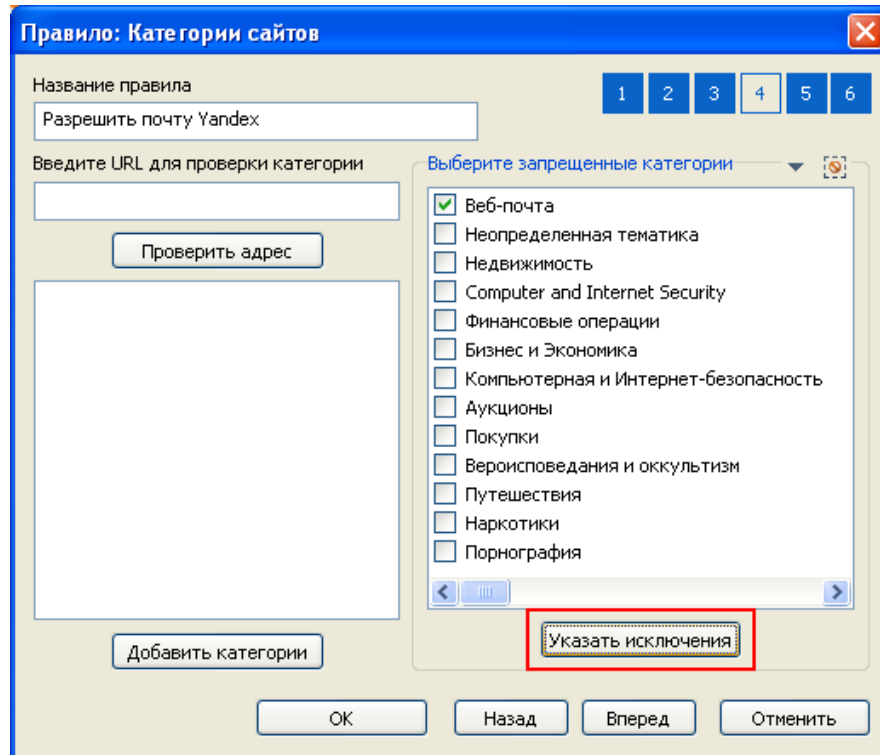 Правило: Категории сайтов
Название правила
1 2 3 4 5 6
Разрешить почту Yandex
Введите URL для проверки категории
Проверить адрес
Добавить категории
Выберите запрещенные категории
Веб-почта
Неопределенная тематика
Недвижимость
Computer and Internet Security
Финансовые операции
Бизнес и Экономика
Компьютерная и Интернет-безопасность
Аукционы
Покупки
Вероисповедания и оккультизм
Путешествия
Наркотики
Порнография
Указать исключения
OK
Назад
Вперед
Отменить